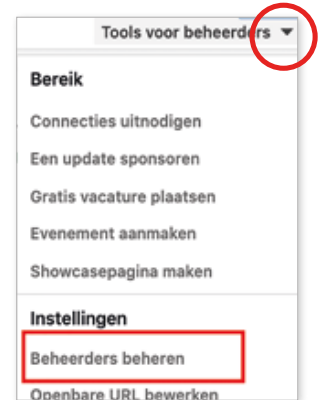 Tools voor beheerders
Bereik
Connecties uitnodigen
Een update sponsoren
Gratis vacature plaatsen
Evenement aanmaken
Showcasepagina maken
Instellingen
Beheerders beheren
Openbare URL bewerken